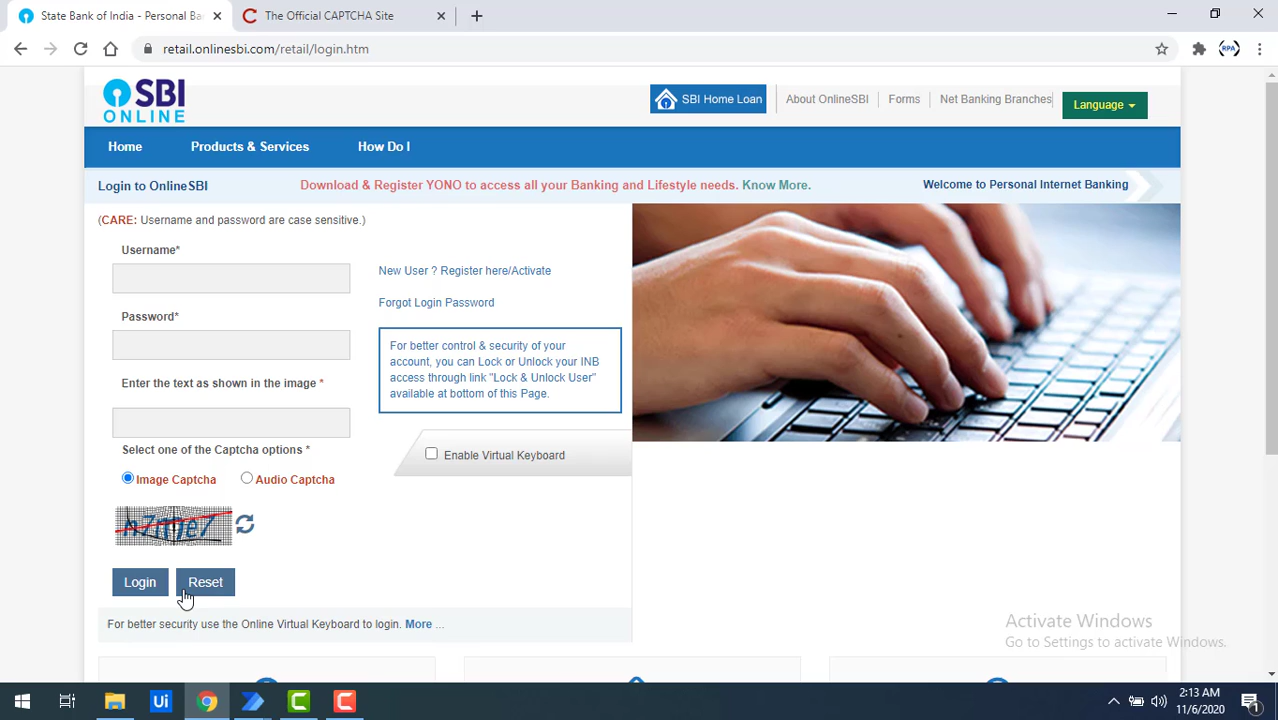 State Bank of India - Personal Ba
The Official CAPTCHA Site
retail.onlinesbi.com/retail/login.htm
RPA
SBI
ONLINE
SBI Home Loan
About OnlineSBI
Forms
Net Banking Branches
Language
Home
Products & Services
How Do I
Login to OnlineSBI
Download & Register YONO to access all your Banking and Lifestyle needs. Know More.
Welcome to Personal Internet Banking
(CARE: Username and password are case sensitive.)
Username*
New User ? Register here/Activate
Forgot Login Password
Password*
For better control & security of your
account, you can Lock or Unlock your INB
access through link "Lock & Unlock User"
available at bottom of this Page.
Enter the text as shown in the image *
Select one of the Captcha options *
Enable Virtual Keyboard
Image Captcha
Audio Captcha
Login
Reset
For better security use the Online Virtual Keyboard to login. More ...
Activate Windows
Go to Settings to activate Windows.
Ui
2:13 AM
11/6/2020
1